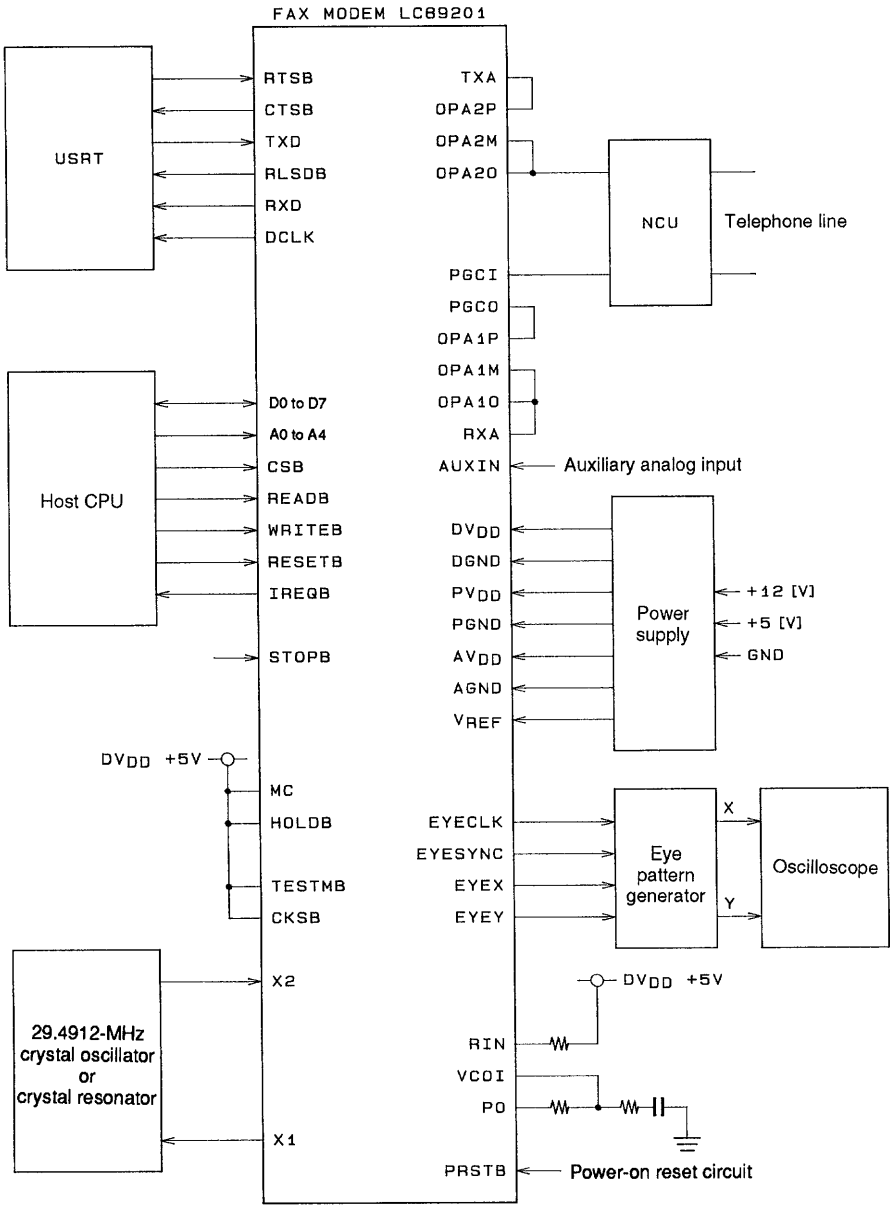 FAX MODEM LC89201
USRT
RTSB
CTSB
TXD
RLSDB
RXD
DCLK
Host CPU
D0 to D7
A0 to A4
CSB
READB
WRITEB
RESETB
IREQB
STOPB
DVDD +5V
MC
HOLDB
TESTMB
CKSB
29.4912-MHz
crystal oscillator
or
crystal resonator
X2
X1
TXA
OPA2P
OPA2M
OPA2O
NCU
Telephone line
PGCI
PGCO
OPA1P
OPA1M
OPA1O
RXA
AUXIN
Auxiliary analog input
DVDD
DGND
PVDD
PGND
AVDD
AGND
VREF
Power
supply
+12 [V]
+5 [V]
GND
EYECLK
EYESYNC
EYEX
EYEY
Eye
pattern
generator
X
Y
Oscilloscope
DVDD +5V
RIN
VCOI
PO
PRSTB
Power-on reset circuit